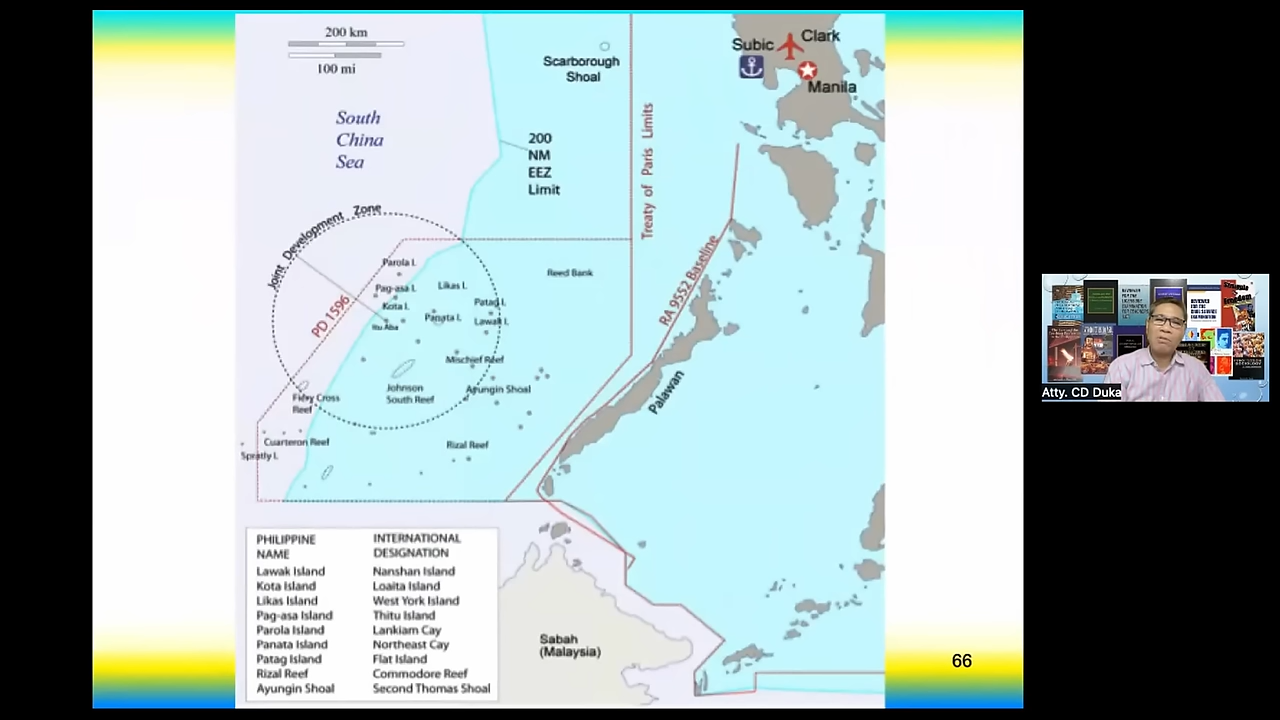 200 km
100 mi
South
China
Sea
Scarborough
Shoal
200
NM
EEZ
Limit
Treaty of Paris Limits
Subic
Clark
Manila
Joint Development Zone
PD 1596
RA 9552 Baseline
Palawan
Parola I.
Pag-asa I.
Likas I.
Kota I.
Patag I.
Itu Aba
Panata I.
Lawak I.
Reed Bank
Mischief Reef
Johnson
South Reef
Ayungin Shoal
Fiery Cross
Reef
Cuarteron Reef
Spratly I.
Rizal Reef
Sabah
(Malaysia)
PHILIPPINE
NAME
INTERNATIONAL
DESIGNATION
Lawak Island Nanshan Island
Kota Island Loaita Island
Likas Island West York Island
Pag-asa Island Thitu Island
Parola Island Lankiam Cay
Panata Island Northeast Cay
Patag Island Flat Island
Rizal Reef Commodore Reef
Ayungin Shoal Second Thomas Shoal
66
Atty. CD Duka